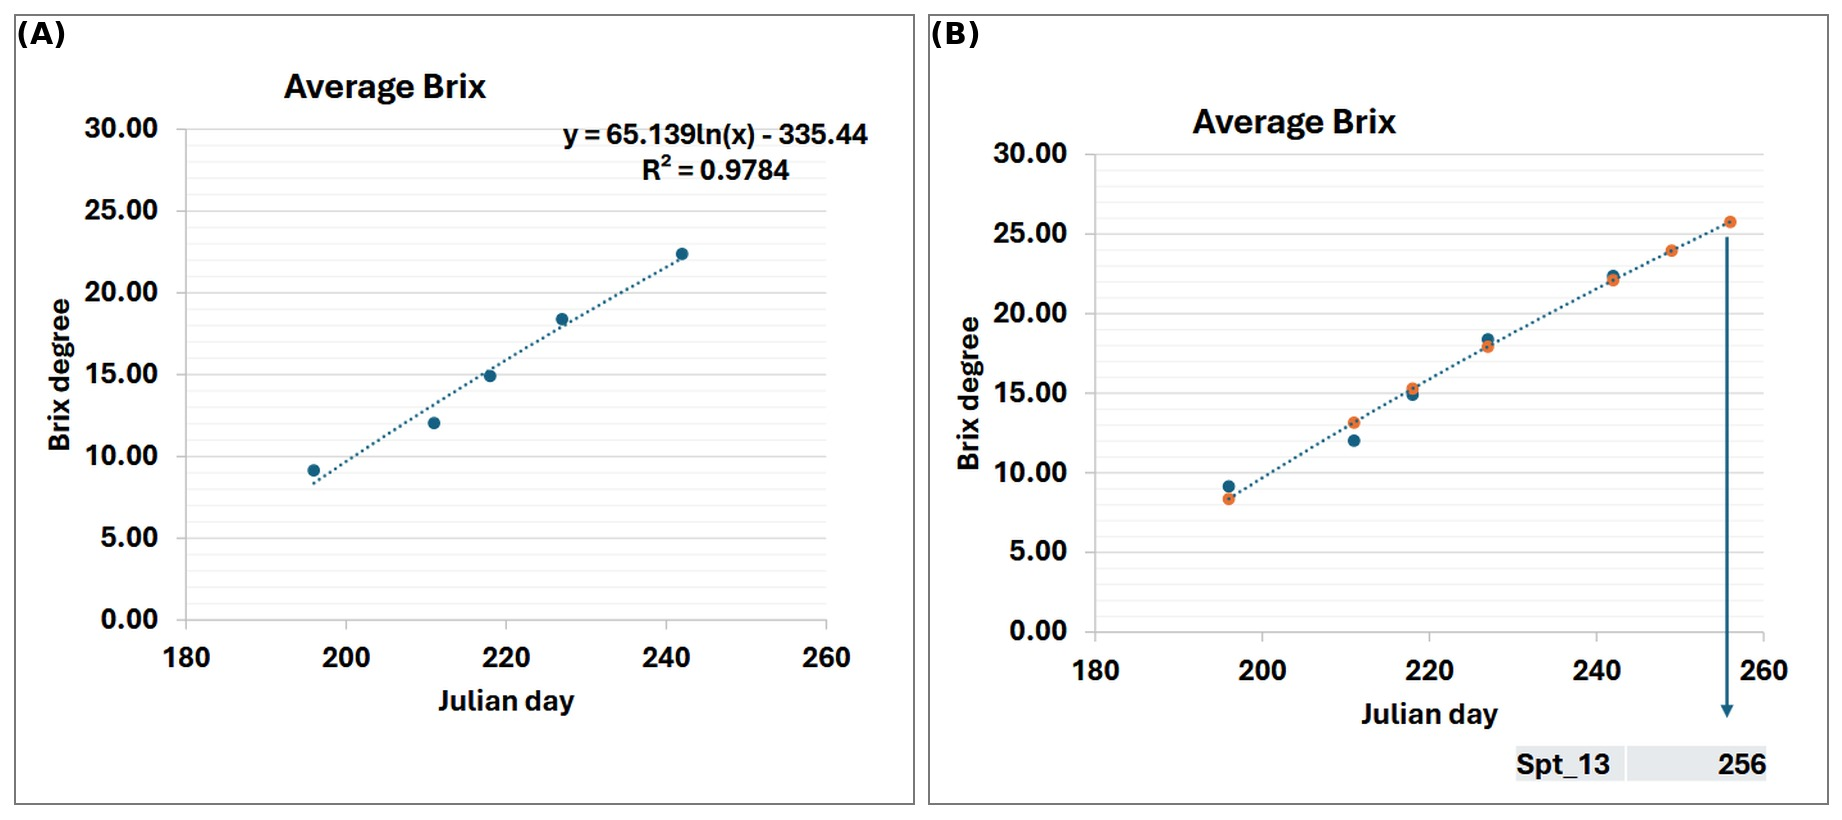 (A)
Average Brix
y = 65.139ln(x) - 335.44
R² = 0.9784
30.00
25.00
20.00
15.00
10.00
5.00
0.00
Brix degree
180 200 220 240 260
Julian day
(B)
Average Brix
30.00
25.00
20.00
15.00
10.00
5.00
0.00
Brix degree
180 200 220 240 260
Julian day
Spt_13 256